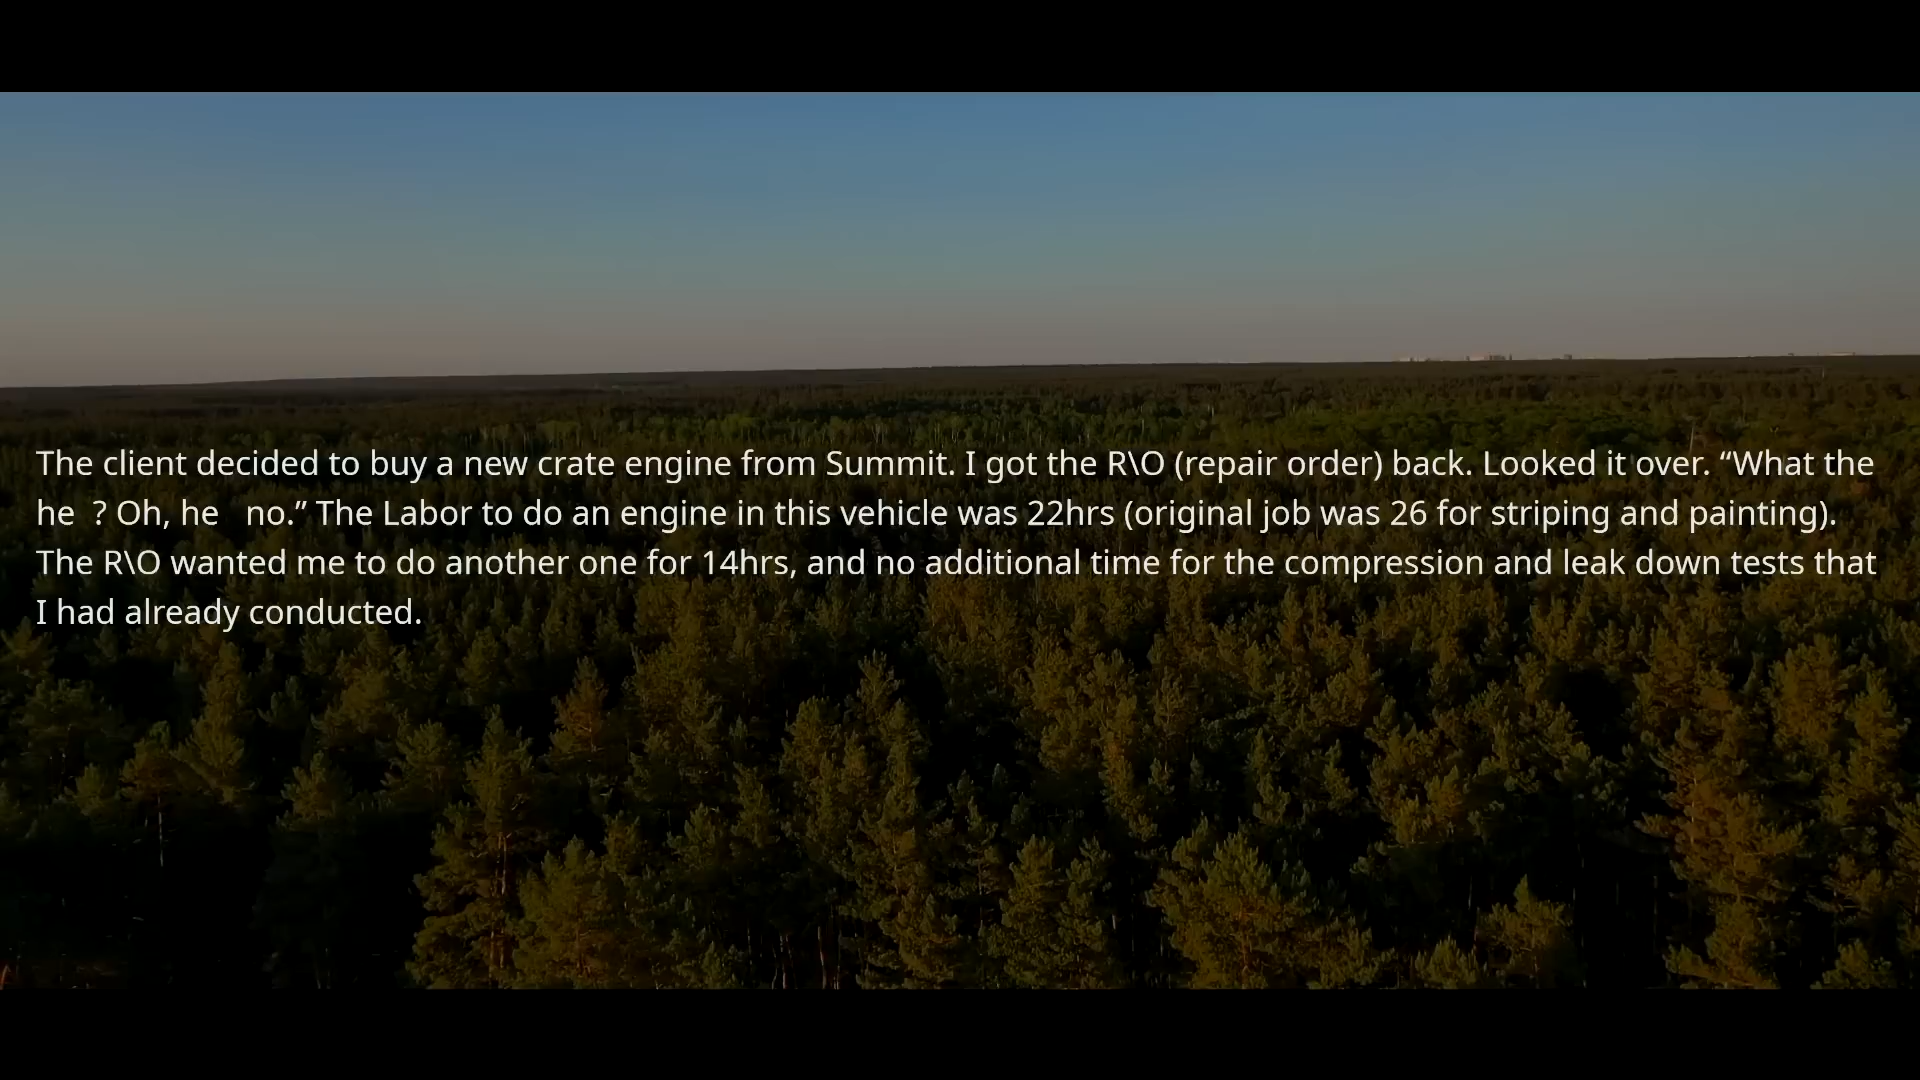 The client decided to buy a new crate engine from Summit. I got the R\O (repair order) back. Looked it over. “What the
he  ? Oh, he   no.” The Labor to do an engine in this vehicle was 22hrs (original job was 26 for striping and painting).
The R\O wanted me to do another one for 14hrs, and no additional time for the compression and leak down tests that
I had already conducted.